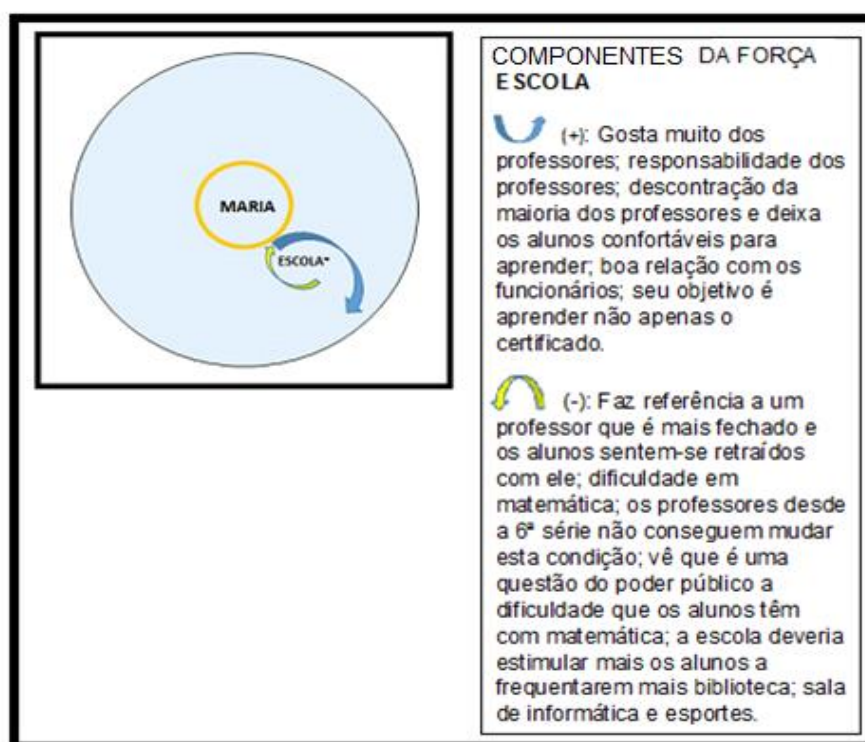 MARIA
ESCOLA*
COMPONENTES DA FORÇA
ESCOLA
(+): Gosta muito dos
professores; responsabilidade dos
professores; descontração da
maioria dos professores e deixa
os alunos confortáveis para
aprender; boa relação com os
funcionários; seu objetivo é
aprender não apenas o
certificado.
(-): Faz referência a um
professor que é mais fechado e
os alunos sentem-se retraídos
com ele; dificuldade em
matemática; os professores desde
a 6ª série não conseguem mudar
esta condição; vê que é uma
questão do poder público a
dificuldade que os alunos têm
com matemática; a escola deveria
estimular mais os alunos a
frequentarem mais biblioteca; sala
de informática e esportes.